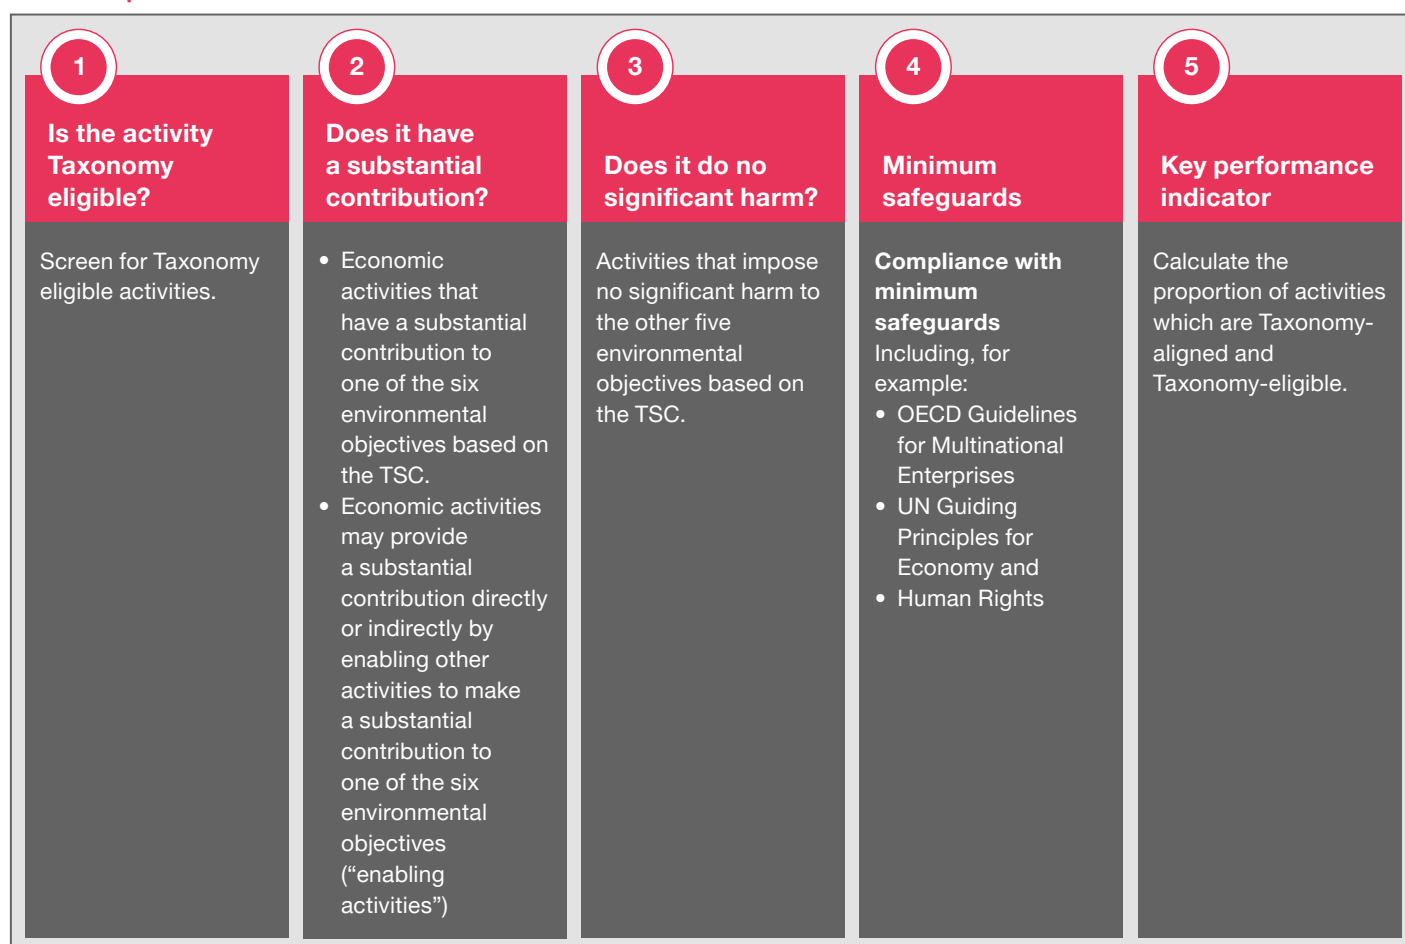 1
Is the activity
Taxonomy
eligible?
Screen for Taxonomy
eligible activities.
2
Does it have
a substantial
contribution?
• Economic
activities that
have a substantial
contribution to
one of the six
environmental
objectives based on
the TSC.
• Economic activities
may provide
a substantial
contribution directly
or indirectly by
enabling other
activities to make
a substantial
contribution to
one of the six
environmental
objectives
(“enabling
activities”)
3
Does it do no
significant harm?
Activities that impose
no significant harm to
the other five
environmental
objectives based on
the TSC.
4
Minimum
safeguards
Compliance with
minimum
safeguards
Including, for
example:
• OECD Guidelines
for Multinational
Enterprises
• UN Guiding
Principles for
Economy and
• Human Rights
5
Key performance
indicator
Calculate the
proportion of activities
which are Taxonomy-
aligned and
Taxonomy-eligible.